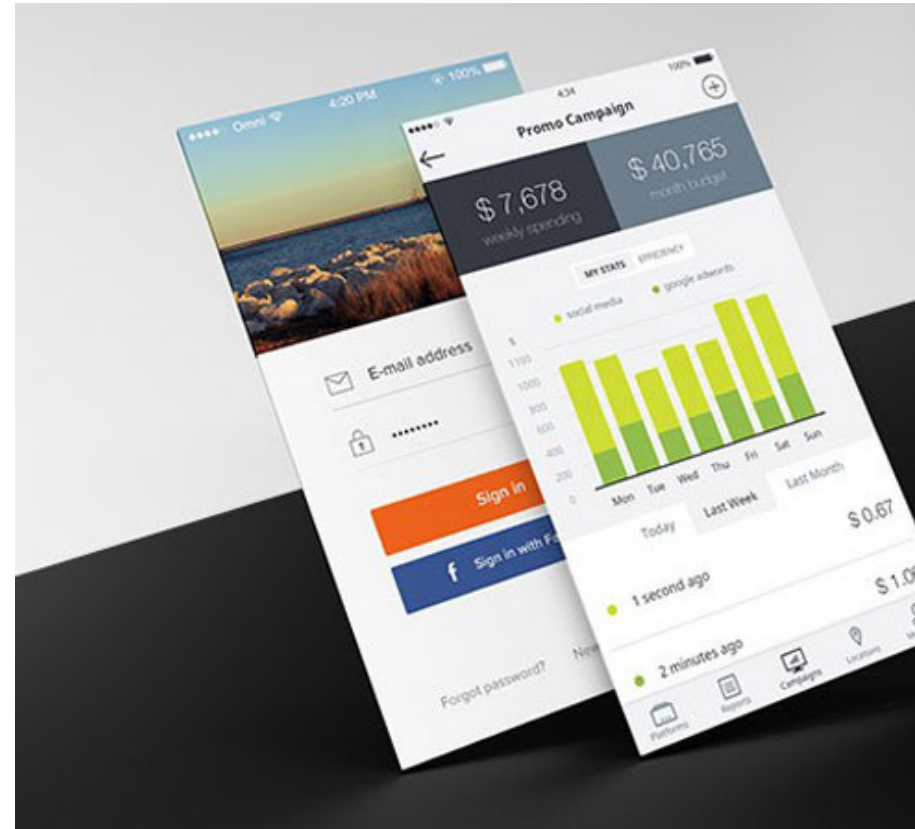 Omni
4:20 PM
100%
E-mail address
Sign in
f Sign in with
Forgot password?
4:34
100%
Promo Campaign
$ 7,678
weekly spending
$ 40,765
month budget
MY STATS EFFICIENCY
social media
google adwords
$
1100
1000
800
600
400
200
0
Mon Tue Wed Thu Fri Sat Sun
Today Last Week Last Month
1 second ago $ 0.67
2 minutes ago
Platforms Reports Campaigns Locations